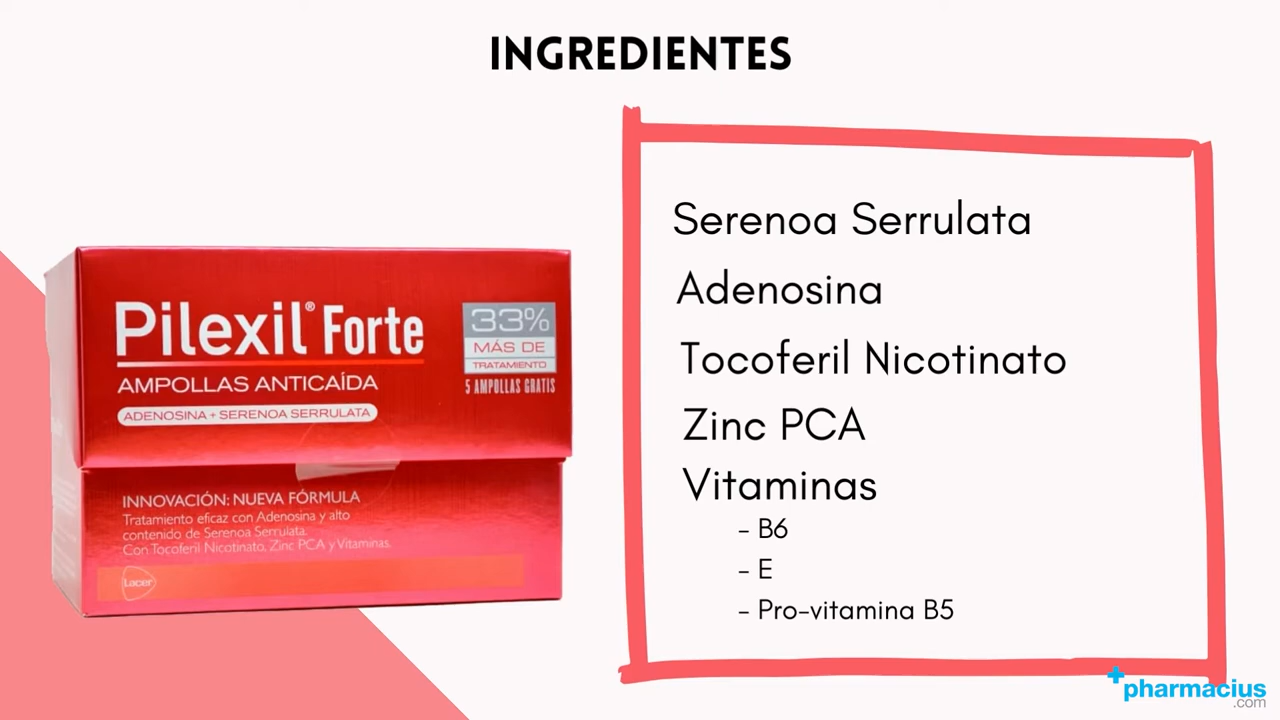 INGREDIENTES
Pilexil® Forte
AMPOLLAS ANTICAÍDA
ADENOSINA + SERENOA SERRULATA
33%
MÁS DE
TRATAMIENTO
5 AMPOLLAS GRATIS
INNOVACIÓN: NUEVA FÓRMULA
Tratamiento eficaz con Adenosina y alto
contenido de Serenoa Serrulata.
Con Tocoferil Nicotinato, Zinc PCA y Vitaminas.
Lacer
Serenoa Serrulata
Adenosina
Tocoferil Nicotinato
Zinc PCA
Vitaminas
- B6
- E
- Pro-vitamina B5
+pharmacius
.com